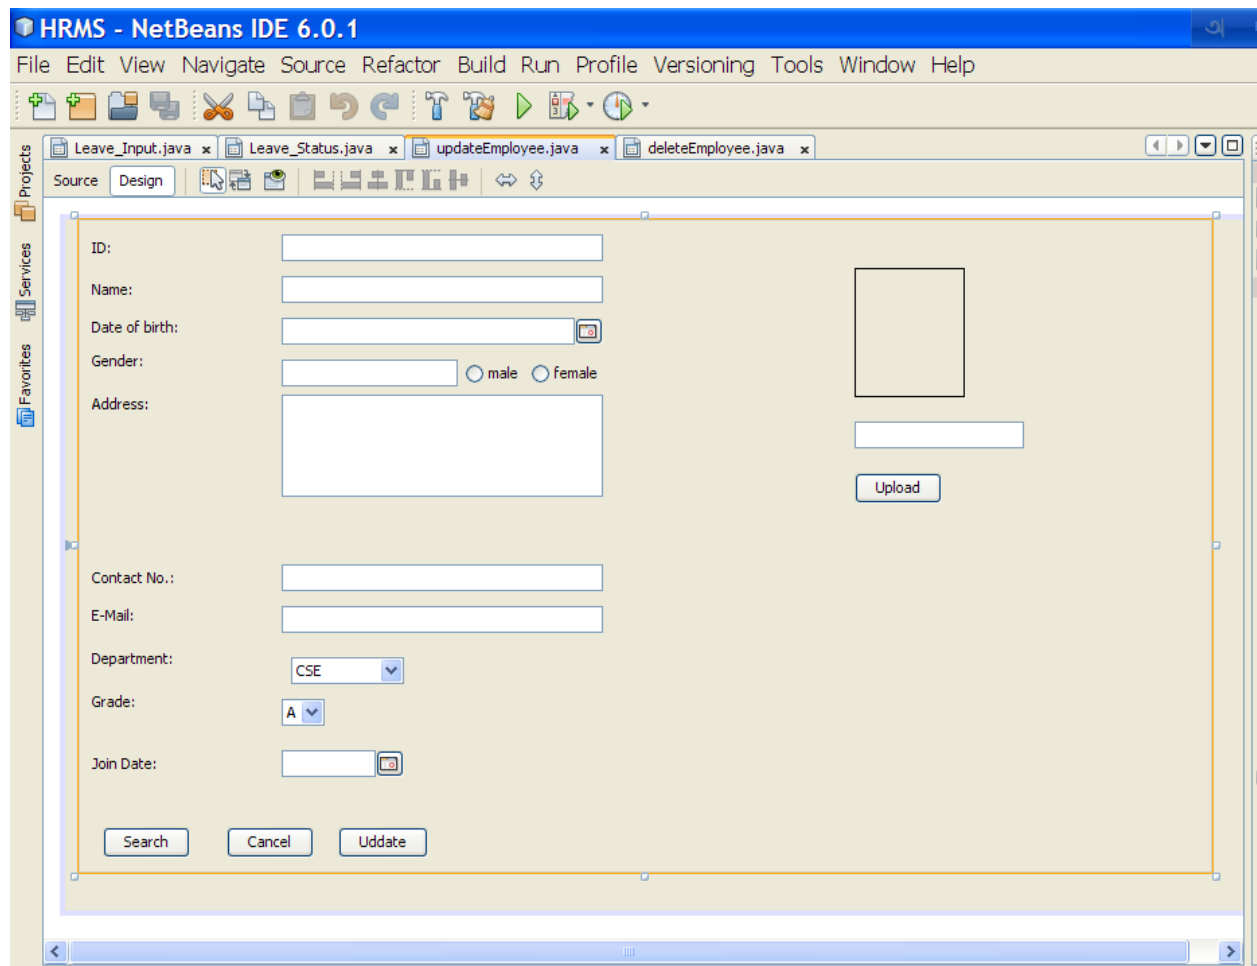 HRMS - NetBeans IDE 6.0.1
File Edit View Navigate Source Refactor Build Run Profile Versioning Tools Window Help
Leave_Input.java x Leave_Status.java x updateEmployee.java x deleteEmployee.java x
Projects
Services
Favorites
Source Design
ID:
Name:
Date of birth:
Gender: male female
Address:
Upload
Contact No.:
E-Mail:
Department: CSE
Grade: A
Join Date:
Search Cancel Uddate